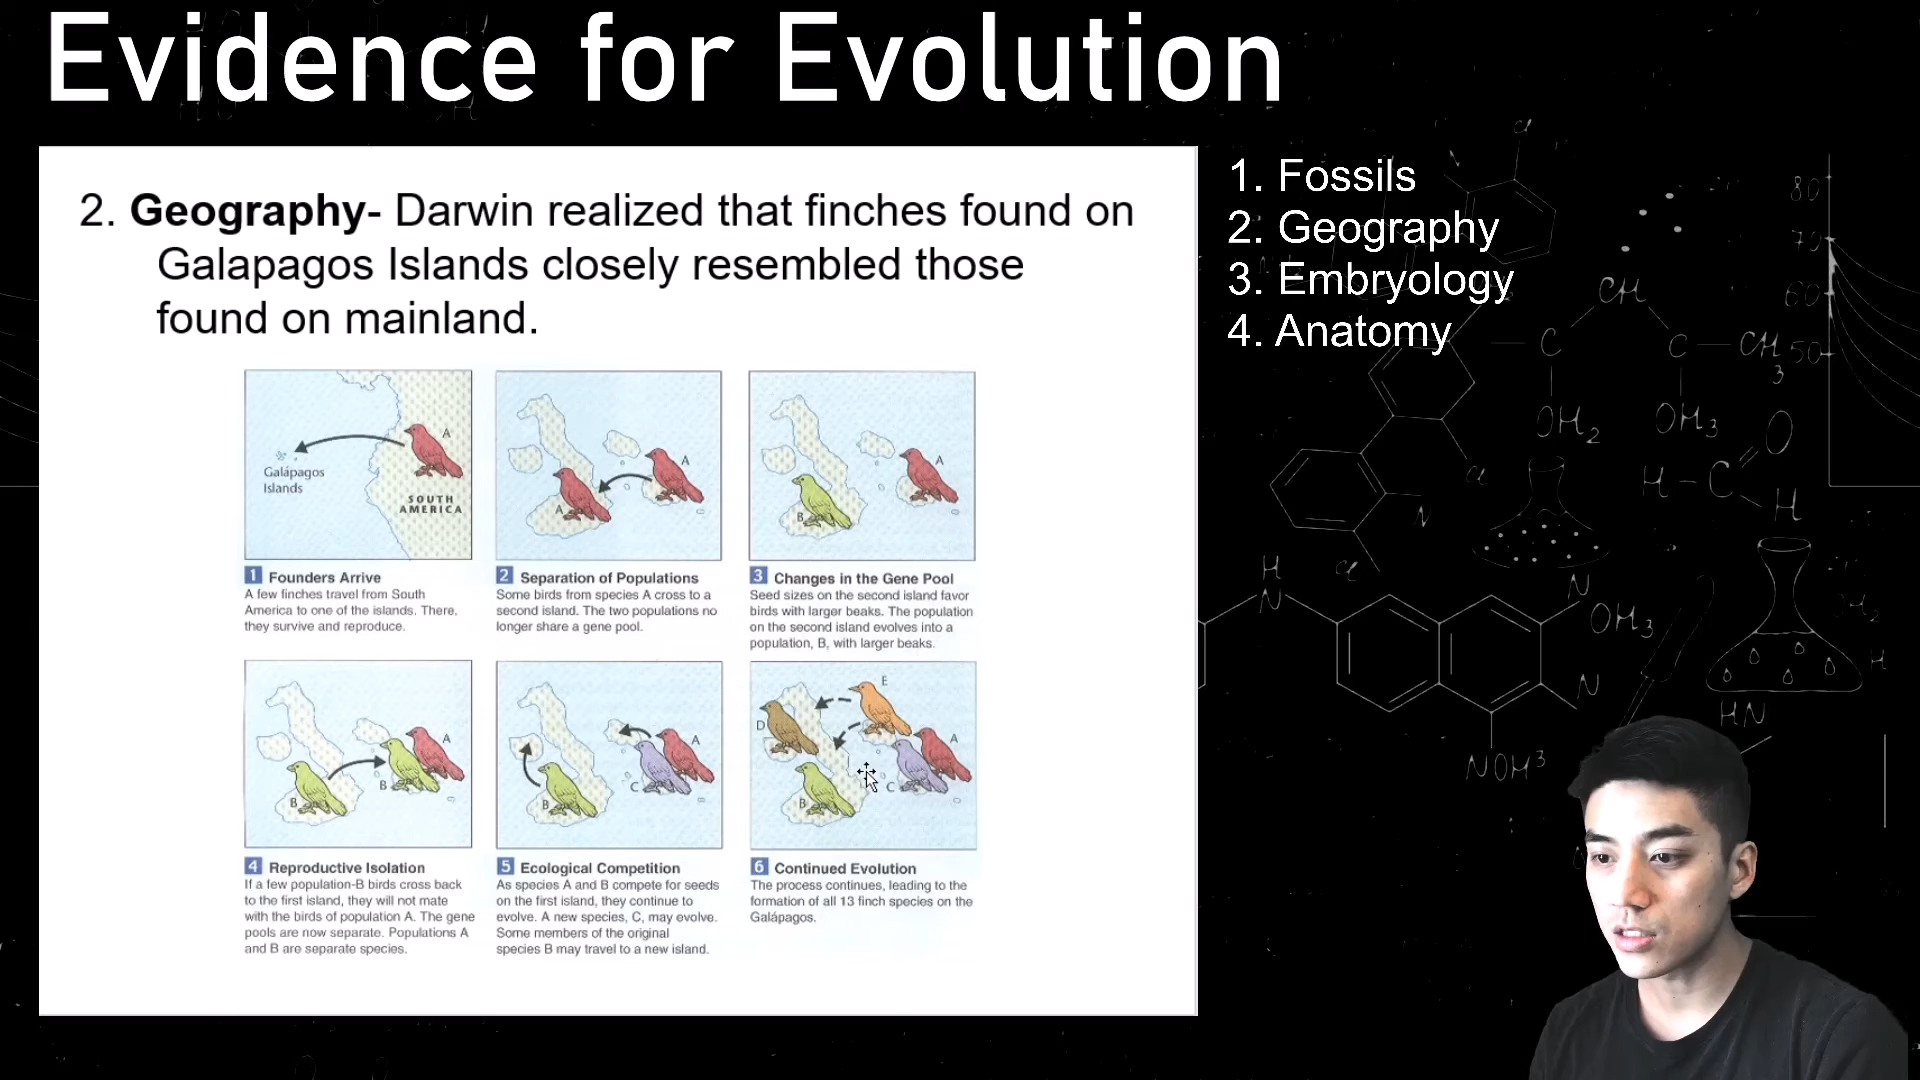 Evidence for Evolution
2. Geography- Darwin realized that finches found on
Galapagos Islands closely resembled those
found on mainland.
1. Fossils
2. Geography
3. Embryology
4. Anatomy
A
Galápagos
Islands
SOUTH
AMERICA
A
A
A
B
1 Founders Arrive
A few finches travel from South
America to one of the islands. There,
they survive and reproduce.
2 Separation of Populations
Some birds from species A cross to a
second island. The two populations no
longer share a gene pool.
3 Changes in the Gene Pool
Seed sizes on the second island favor
birds with larger beaks. The population
on the second island evolves into a
population, B, with larger beaks.
A
B
B
A
C
B
E
D
A
C
B
4 Reproductive Isolation
If a few population-B birds cross back
to the first island, they will not mate
with the birds of population A. The gene
pools are now separate. Populations A
and B are separate species.
5 Ecological Competition
As species A and B compete for seeds
on the first island, they continue to
evolve. A new species, C, may evolve.
Some members of the original
species B may travel to a new island.
6 Continued Evolution
The process continues, leading to the
formation of all 13 finch species on the
Galápagos.
80
70
60
50
cl
CH
C
C
CH
3
OH2
OH3
O
H
C
H
cl
N
cl
H
N
N
OH3
N
NOH3
HN
H